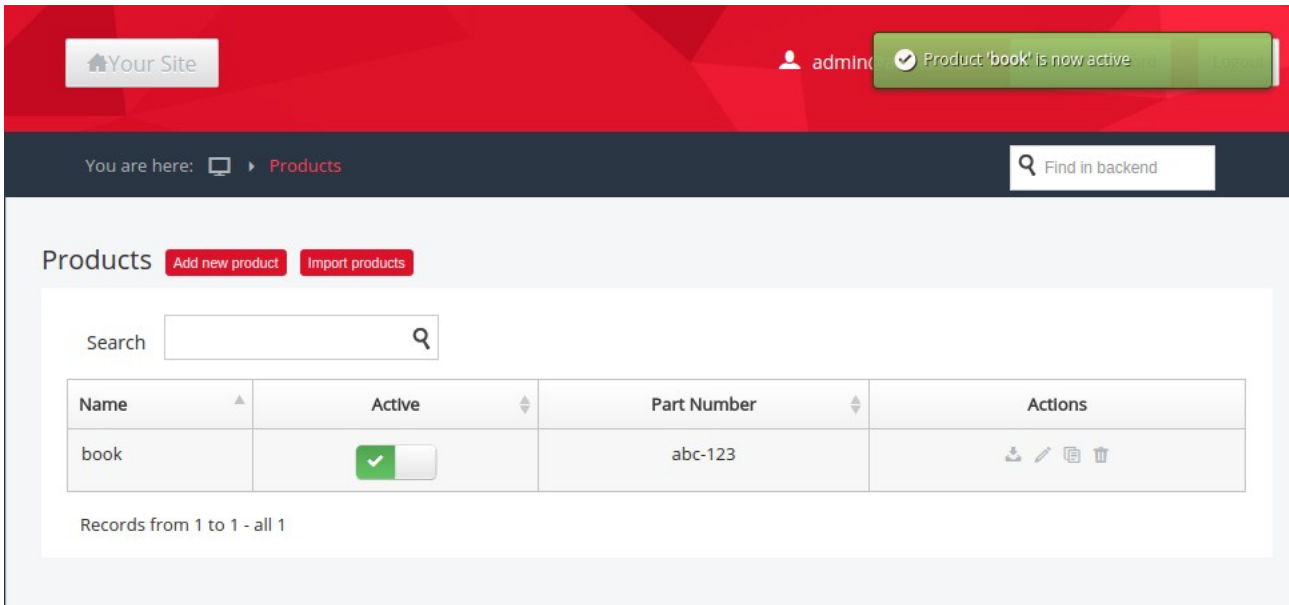 Your Site
Product 'book' is now active
You are here: Products
Find in backend
Products Add new product Import products
Search
Name Active Part Number Actions
book abc-123
Records from 1 to 1 - all 1